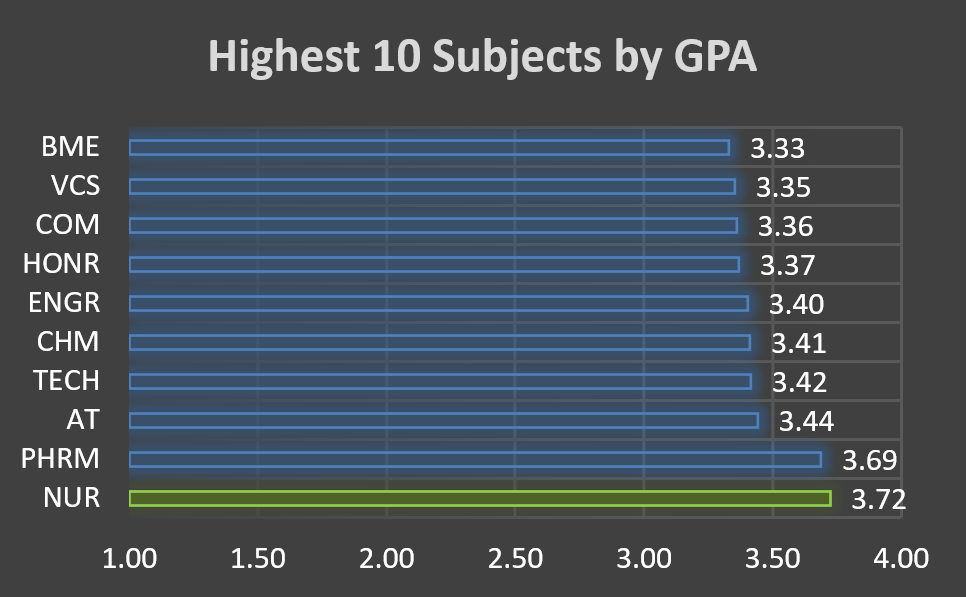 Highest 10 Subjects by GPA
BME 3.33
VCS 3.35
COM 3.36
HONR 3.37
ENGR 3.40
CHM 3.41
TECH 3.42
AT 3.44
PHRM 3.69
NUR 3.72
1.00 1.50 2.00 2.50 3.00 3.50 4.00